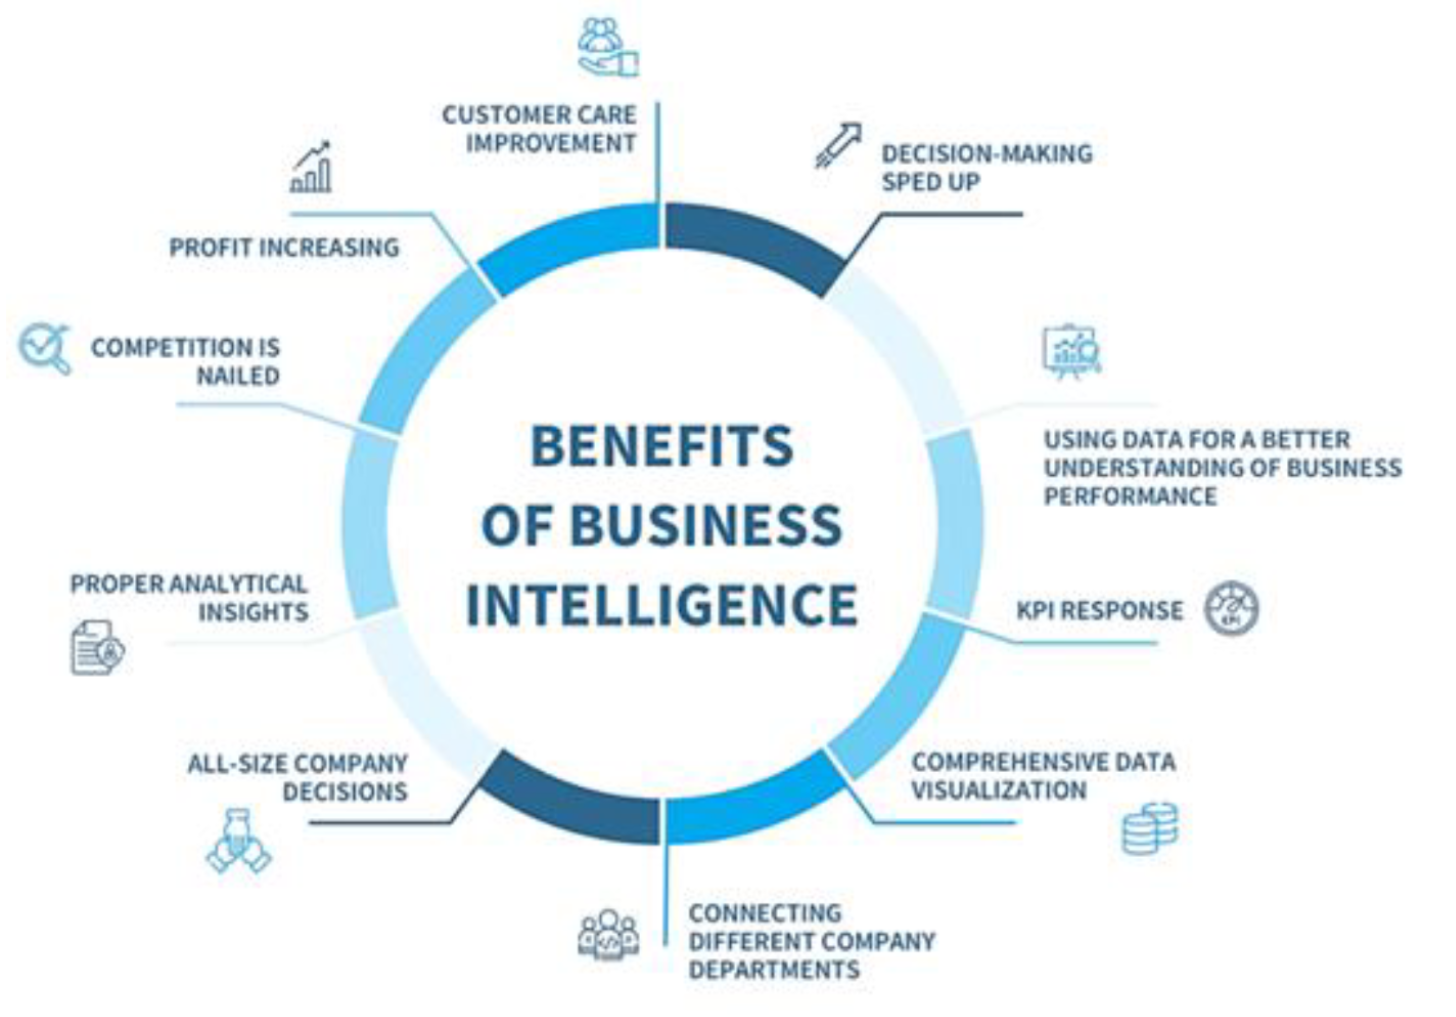 CUSTOMER CARE
IMPROVEMENT
DECISION-MAKING
SPED UP
PROFIT INCREASING
COMPETITION IS
NAILED
USING DATA FOR A BETTER
UNDERSTANDING OF BUSINESS
PERFORMANCE
BENEFITS
OF BUSINESS
INTELLIGENCE
PROPER ANALYTICAL
INSIGHTS
KPI RESPONSE
KPI
ALL-SIZE COMPANY
DECISIONS
COMPREHENSIVE DATA
VISUALIZATION
CONNECTING
DIFFERENT COMPANY
DEPARTMENTS